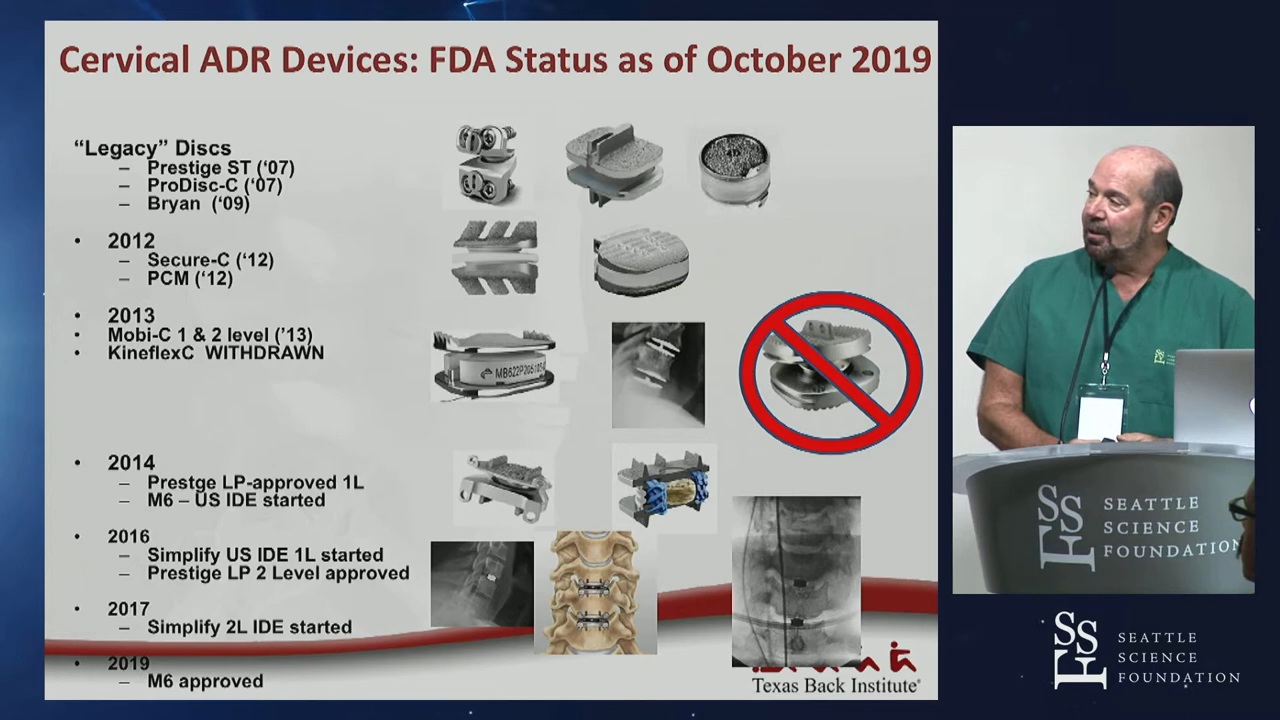 Cervical ADR Devices: FDA Status as of October 2019
“Legacy” Discs
– Prestige ST (‘07)
– ProDisc-C (‘07)
– Bryan (‘09)
• 2012
– Secure-C (‘12)
– PCM (‘12)
• 2013
• Mobi-C 1 & 2 level (’13)
• KineflexC WITHDRAWN
• 2014
– Prestge LP-approved 1L
– M6 – US IDE started
• 2016
– Simplify US IDE 1L started
– Prestige LP 2 Level approved
• 2017
– Simplify 2L IDE started
• 2019
– M6 approved
Texas Back Institute
SSF
SEATTLE
SCIENCE
FOUNDATION
SSF
SEATTLE
SCIENCE
FOUNDATION